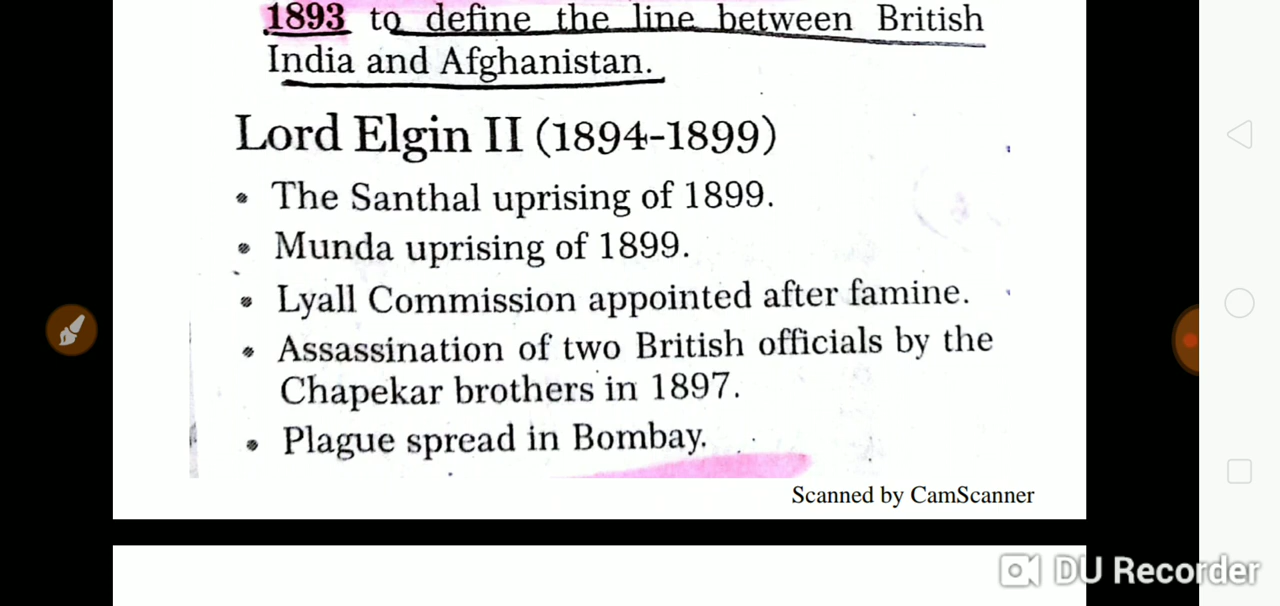 1893 to define the line between British
India and Afghanistan.
Lord Elgin II (1894-1899)
• The Santhal uprising of 1899.
• Munda uprising of 1899.
• Lyall Commission appointed after famine.
• Assassination of two British officials by the
Chapekar brothers in 1897.
• Plague spread in Bombay.
Scanned by CamScanner
DU Recorder